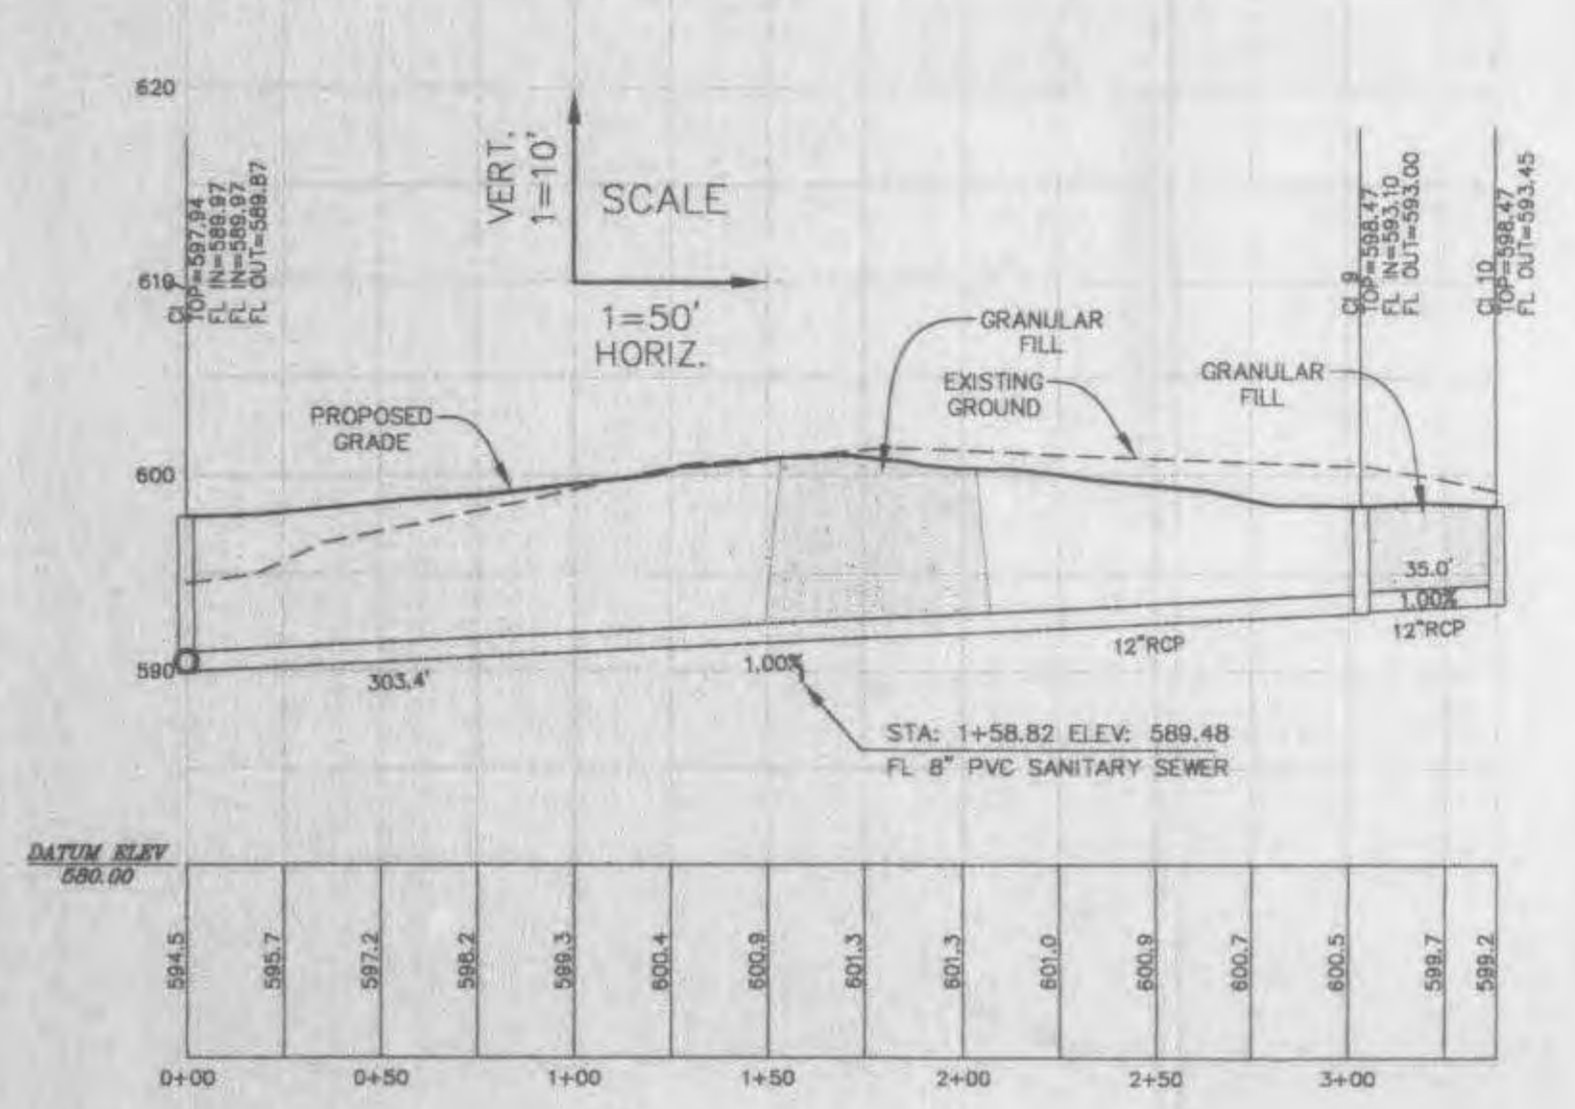 620
VERT.
1=10'
SCALE
1=50'
HORIZ.
TOP=597.94
FL IN=589.97
FL IN=589.97
FL OUT=589.87
610
CI 9
TOP=598.47
FL IN=593.10
FL OUT=593.00
CI 10
TOP=598.47
FL OUT=593.45
GRANULAR
FILL
EXISTING
GROUND
GRANULAR
FILL
PROPOSED
GRADE
600
35.0'
1.00%
12"RCP
12"RCP
590
303.4'
1.00%
STA: 1+58.82 ELEV: 589.48
FL 8" PVC SANITARY SEWER
DATUM ELEV
580.00
594.5
595.7
597.2
598.2
599.3
600.4
600.9
601.3
601.3
601.0
600.9
600.7
600.5
599.7
599.2
0+00
0+50
1+00
1+50
2+00
2+50
3+00